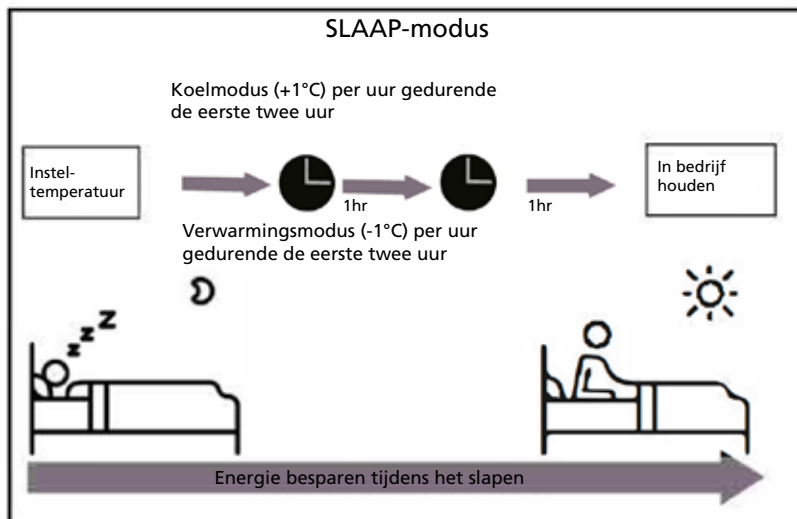 SLAAP-modus
Koelmodus (+1°C) per uur gedurende
de eerste twee uur
Instel-
temperatuur
1hr
1hr
In bedrijf
houden
Verwarmingsmodus (-1°C) per uur
gedurende de eerste twee uur
z z Z
Energie besparen tijdens het slapen